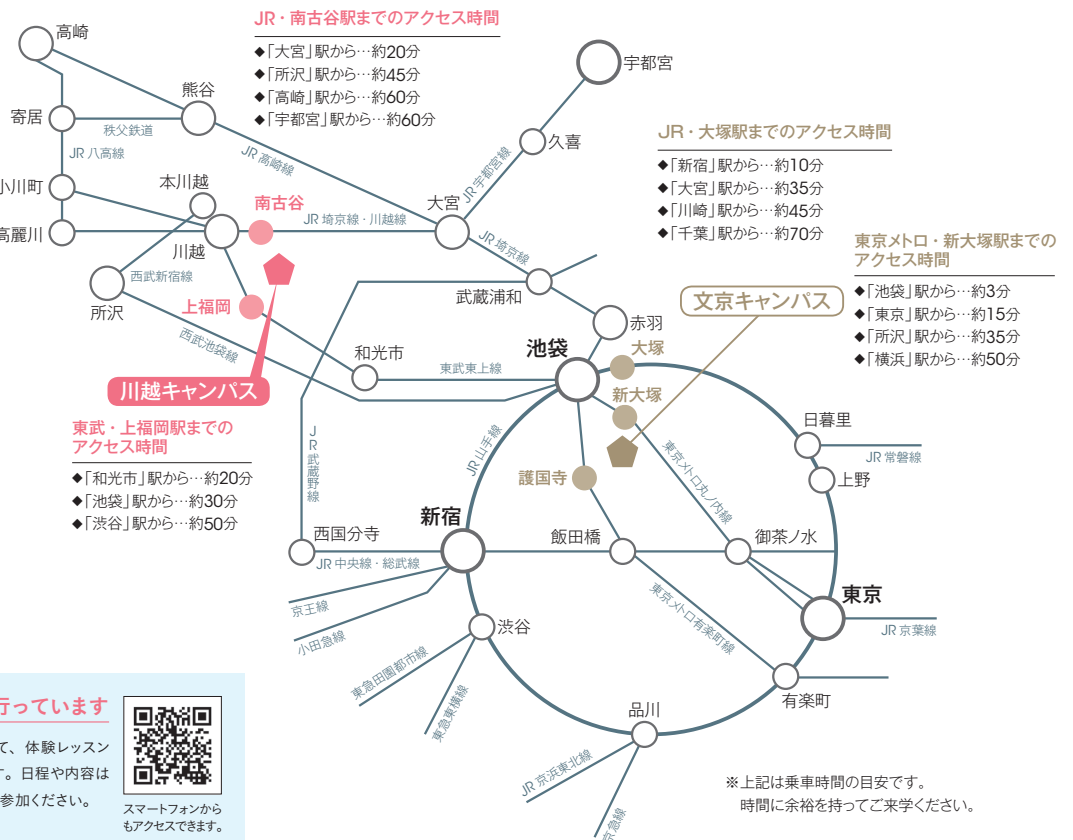 JR・南古谷駅までのアクセス時間
◆「大宮」駅から…約20分
◆「所沢」駅から…約45分
◆「高崎」駅から…約60分
◆「宇都宮」駅から…約60分
高崎
熊谷
寄居
秩父鉄道
JR 八高線
JR 高崎線
宇都宮
久喜
JR 宇都宮線
小川町
本川越
南古谷
大宮
高麗川
川越
JR 埼京線・川越線
JR 埼京線
西武新宿線
所沢
上福岡
武蔵浦和
赤羽
西武池袋線
和光市
東武東上線
池袋
川越キャンパス
JR・大塚駅までのアクセス時間
◆「新宿」駅から…約10分
◆「大宮」駅から…約35分
◆「川崎」駅から…約45分
◆「千葉」駅から…約70分
東京メトロ・新大塚駅までの
アクセス時間
◆「池袋」駅から…約3分
◆「東京」駅から…約15分
◆「所沢」駅から…約35分
◆「横浜」駅から…約50分
文京キャンパス
大塚
新大塚
護国寺
東武・上福岡駅までの
アクセス時間
◆「和光市」駅から…約20分
◆「池袋」駅から…約30分
◆「渋谷」駅から…約50分
JR武蔵野線
JR 山手線
東京メトロ丸ノ内線
日暮里
JR 常磐線
上野
西国分寺
新宿
飯田橋
御茶ノ水
JR 中央線・総武線
京王線
小田急線
東京メトロ有楽町線
東京
JR 京葉線
渋谷
東急田園都市線
東急東横線
有楽町
品川
JR 京浜東北線
京急線
行っています
て、体験レッスン
す。日程や内容は
参加ください。
スマートフォンから
もアクセスできます。
※上記は乗車時間の目安です。
時間に余裕を持ってご来学ください。